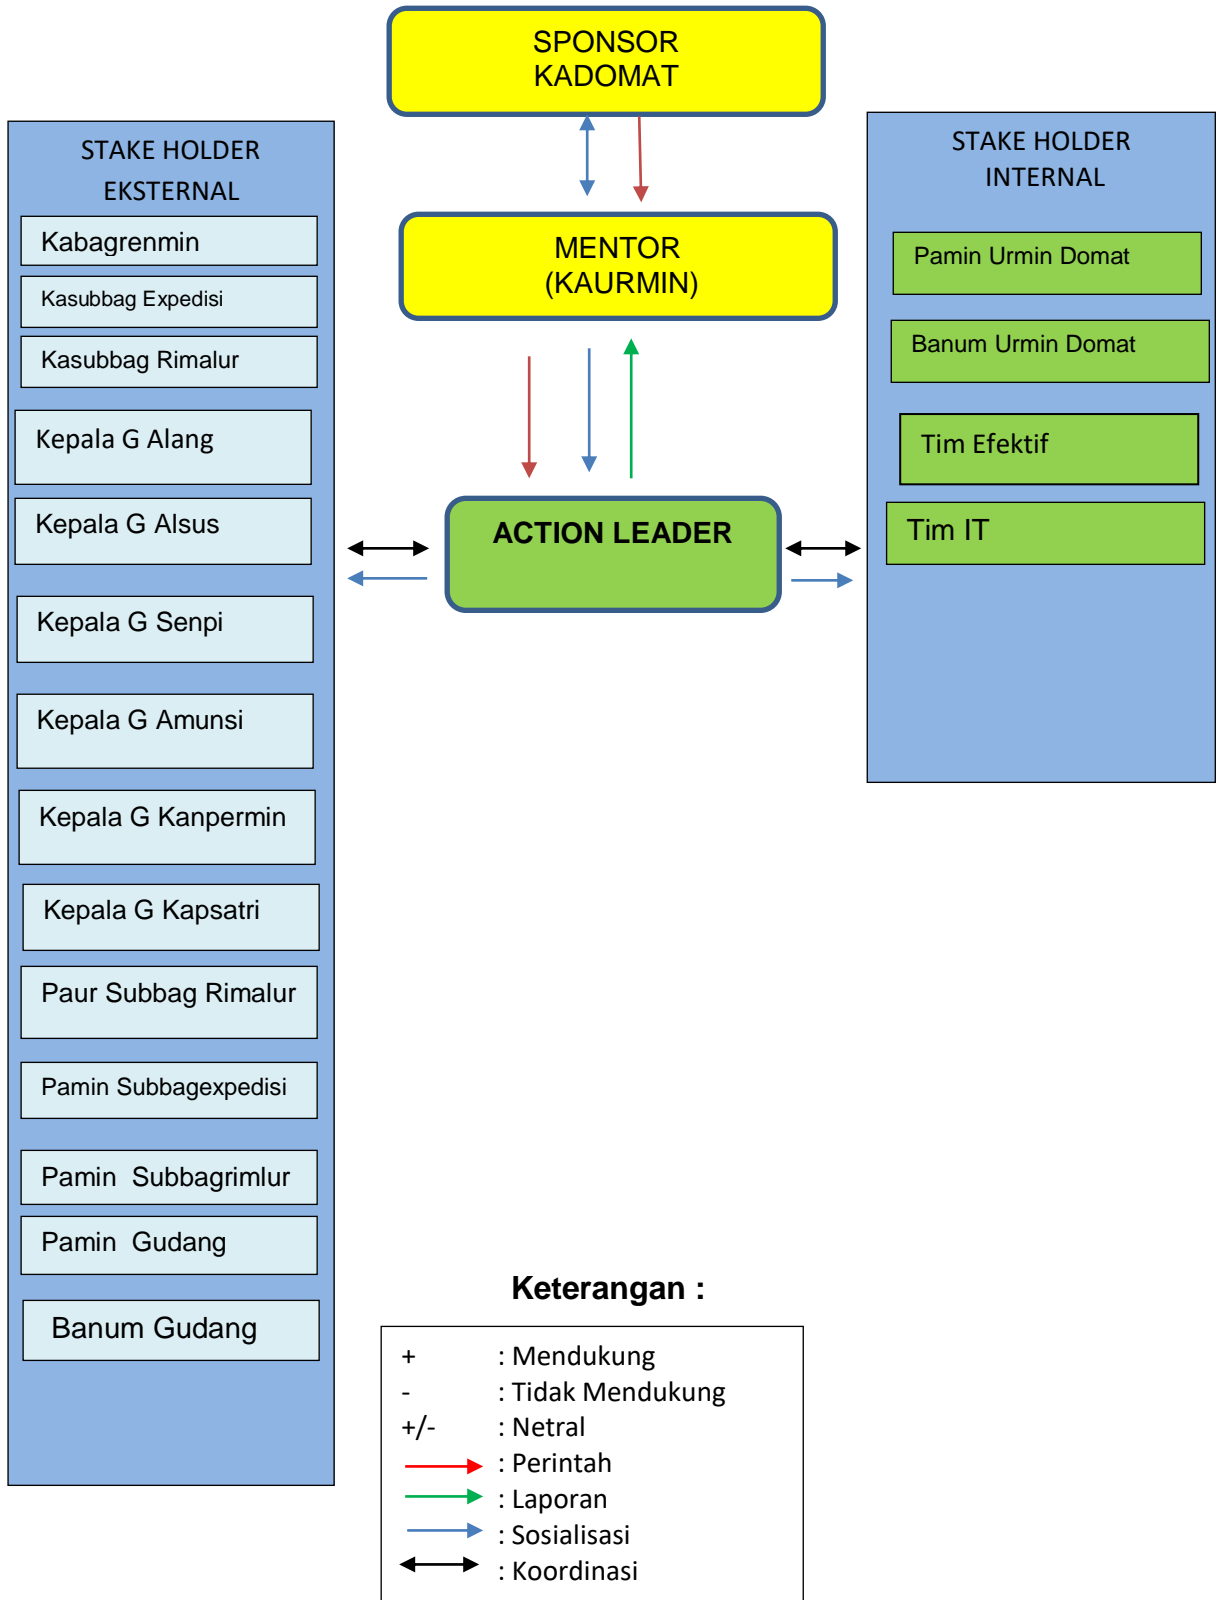 SPONSOR
KADOMAT
STAKE HOLDER
EKSTERNAL
Kabagrenmin
Kasubbag Expedisi
Kasubbag Rimalur
Kepala G Alang
Kepala G Alsus
Kepala G Senpi
Kepala G Amunsi
Kepala G Kanpermin
Kepala G Kapsatri
Paur Subbag Rimalur
Pamin Subbagexpedisi
Pamin  Subbagrimlur
Pamin  Gudang
Banum Gudang
MENTOR
(KAURMIN)
ACTION LEADER
STAKE HOLDER
INTERNAL
Pamin Urmin Domat
Banum Urmin Domat
Tim Efektif
Tim IT
Keterangan :
+ : Mendukung
- : Tidak Mendukung
+/- : Netral
: Perintah
: Laporan
: Sosialisasi
: Koordinasi